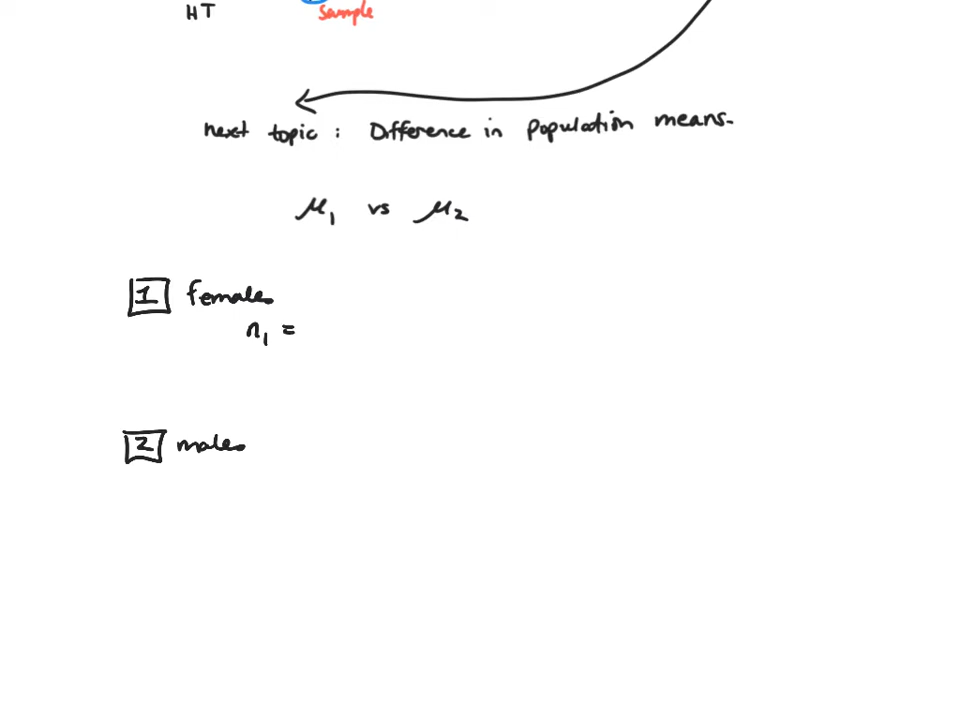 HT
sample
next topic : Difference in population means.
μ₁ vs μ₂
1 females
n₁ =
2 males